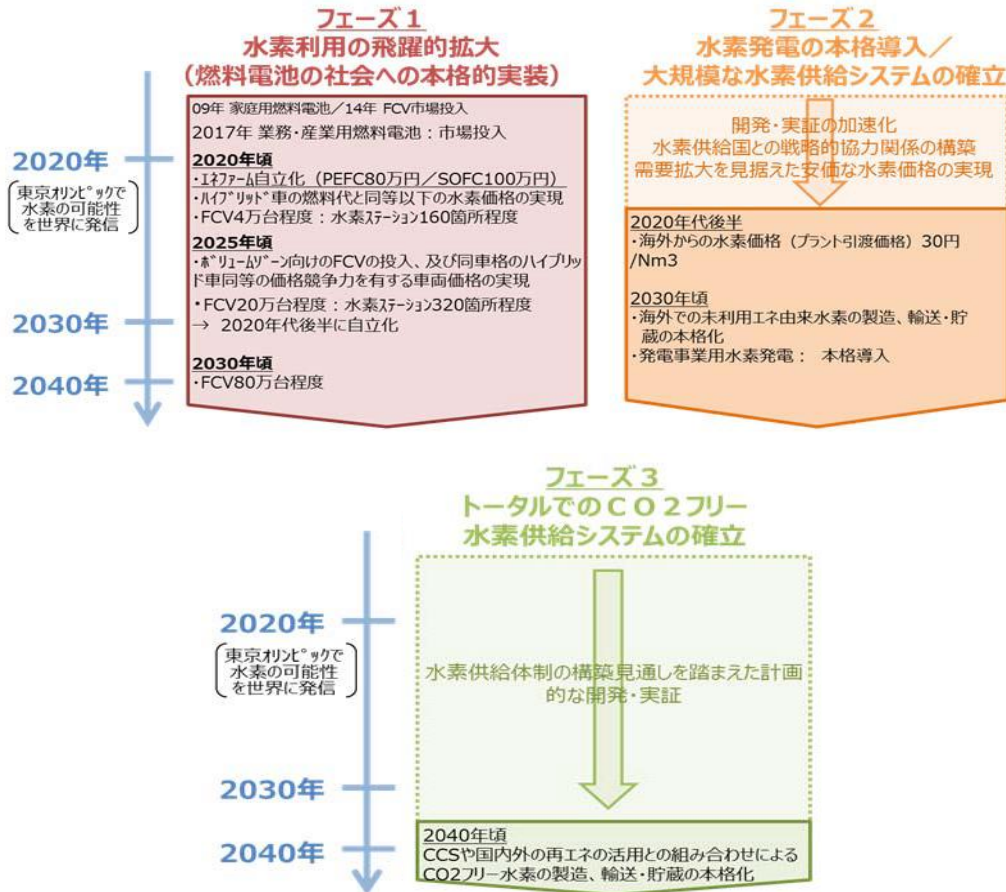 フェーズ1
水素利用の飛躍的拡大
（燃料電池の社会への本格的実装）
09年 家庭用燃料電池／14年 FCV市場投入
2017年 業務・産業用燃料電池：市場投入
2020年頃
・エネファーム自立化（PEFC80万円／SOFC100万円）
・ハイブリッド車の燃料代と同等以下の水素価格の実現
・FCV4万台程度：水素ステーション160箇所程度
2025年頃
・ボリュームゾーン向けのFCVの投入、及び同車格のハイブリッ
ド車同等の価格競争力を有する車両価格の実現
・FCV20万台程度：水素ステーション320箇所程度
→ 2020年代後半に自立化
2030年頃
・FCV80万台程度
2020年
東京オリンピックで
水素の可能性
を世界に発信
2030年
2040年
フェーズ2
水素発電の本格導入／
大規模な水素供給システムの確立
開発・実証の加速化
水素供給国との戦略的協力関係の構築
需要拡大を見据えた安価な水素価格の実現
2020年代後半
・海外からの水素価格（プラント引渡価格）30円
/Nm3
2030年頃
・海外での未利用エネ由来水素の製造、輸送・貯
蔵の本格化
・発電事業用水素発電： 本格導入
フェーズ3
トータルでのCO2フリー
水素供給システムの確立
2020年
東京オリンピックで
水素の可能性
を世界に発信
2030年
2040年
水素供給体制の構築見通しを踏まえた計画
的な開発・実証
2040年頃
CCSや国内外の再エネの活用との組み合わせによる
CO2フリー水素の製造、輸送・貯蔵の本格化